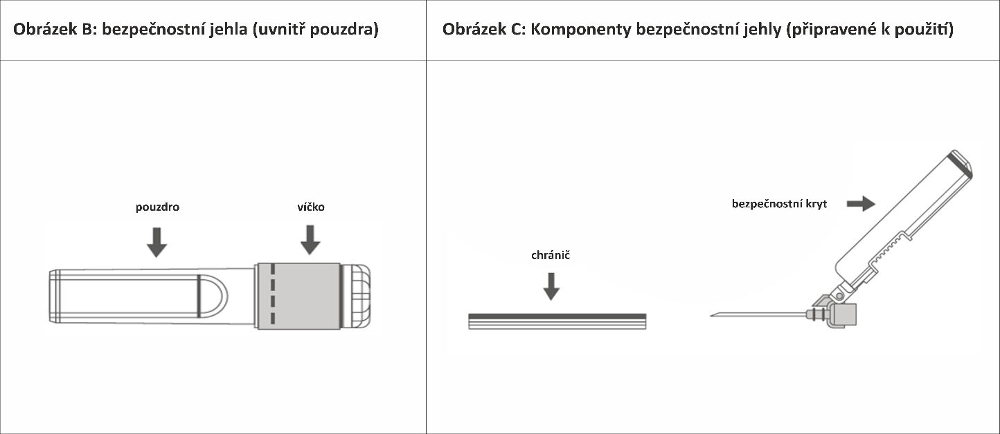 Obrázek B: bezpečnostní jehla (uvnitř pouzdra)
Obrázek C: Komponenty bezpečnostní jehly (připravené k použití)
pouzdro
víčko
bezpečnostní kryt
chránič